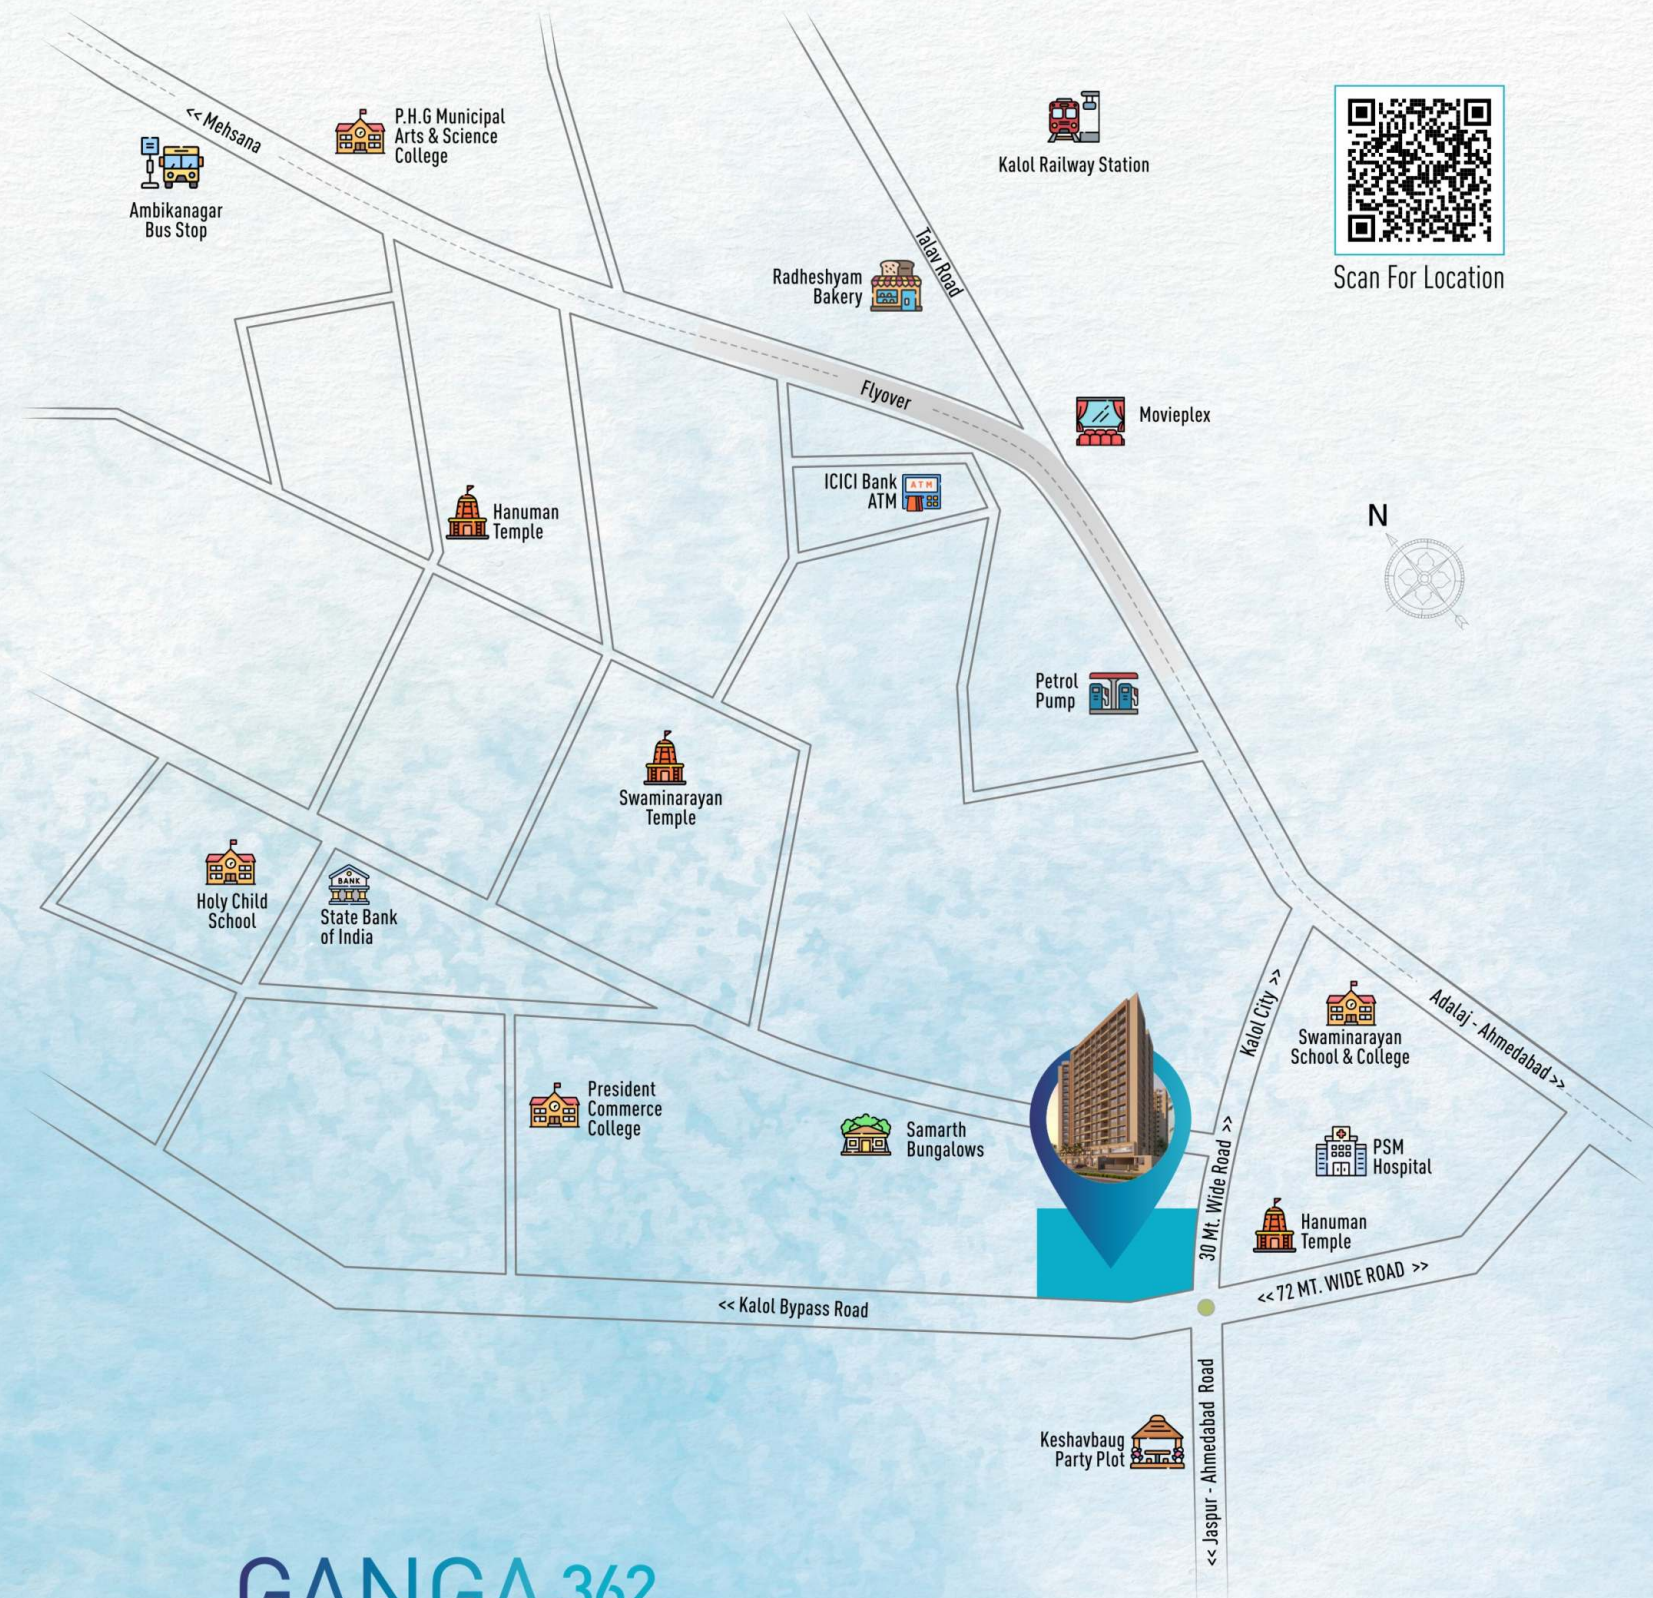 << Mehsana
P.H.G Municipal
Arts & Science
College
Ambikanagar
Bus Stop
Kalol Railway Station
Scan For Location
Talav Road
Radheshyam
Bakery
Flyover
Movieplex
ICICI Bank
ATM
ATM
Hanuman
Temple
N
Petrol
Pump
Swaminarayan
Temple
Holy Child
School
BANK
State Bank
of India
Kalol City >>
Adalaj - Ahmedabad >>
Swaminarayan
School & College
President
Commerce
College
Samarth
Bungalows
30 Mt. Wide Road >>
PSM
Hospital
Hanuman
Temple
<< 72 MT. WIDE ROAD >>
<< Kalol Bypass Road
<< Jaspur - Ahmedabad Road
Keshavbaug
Party Plot
GANGA 362